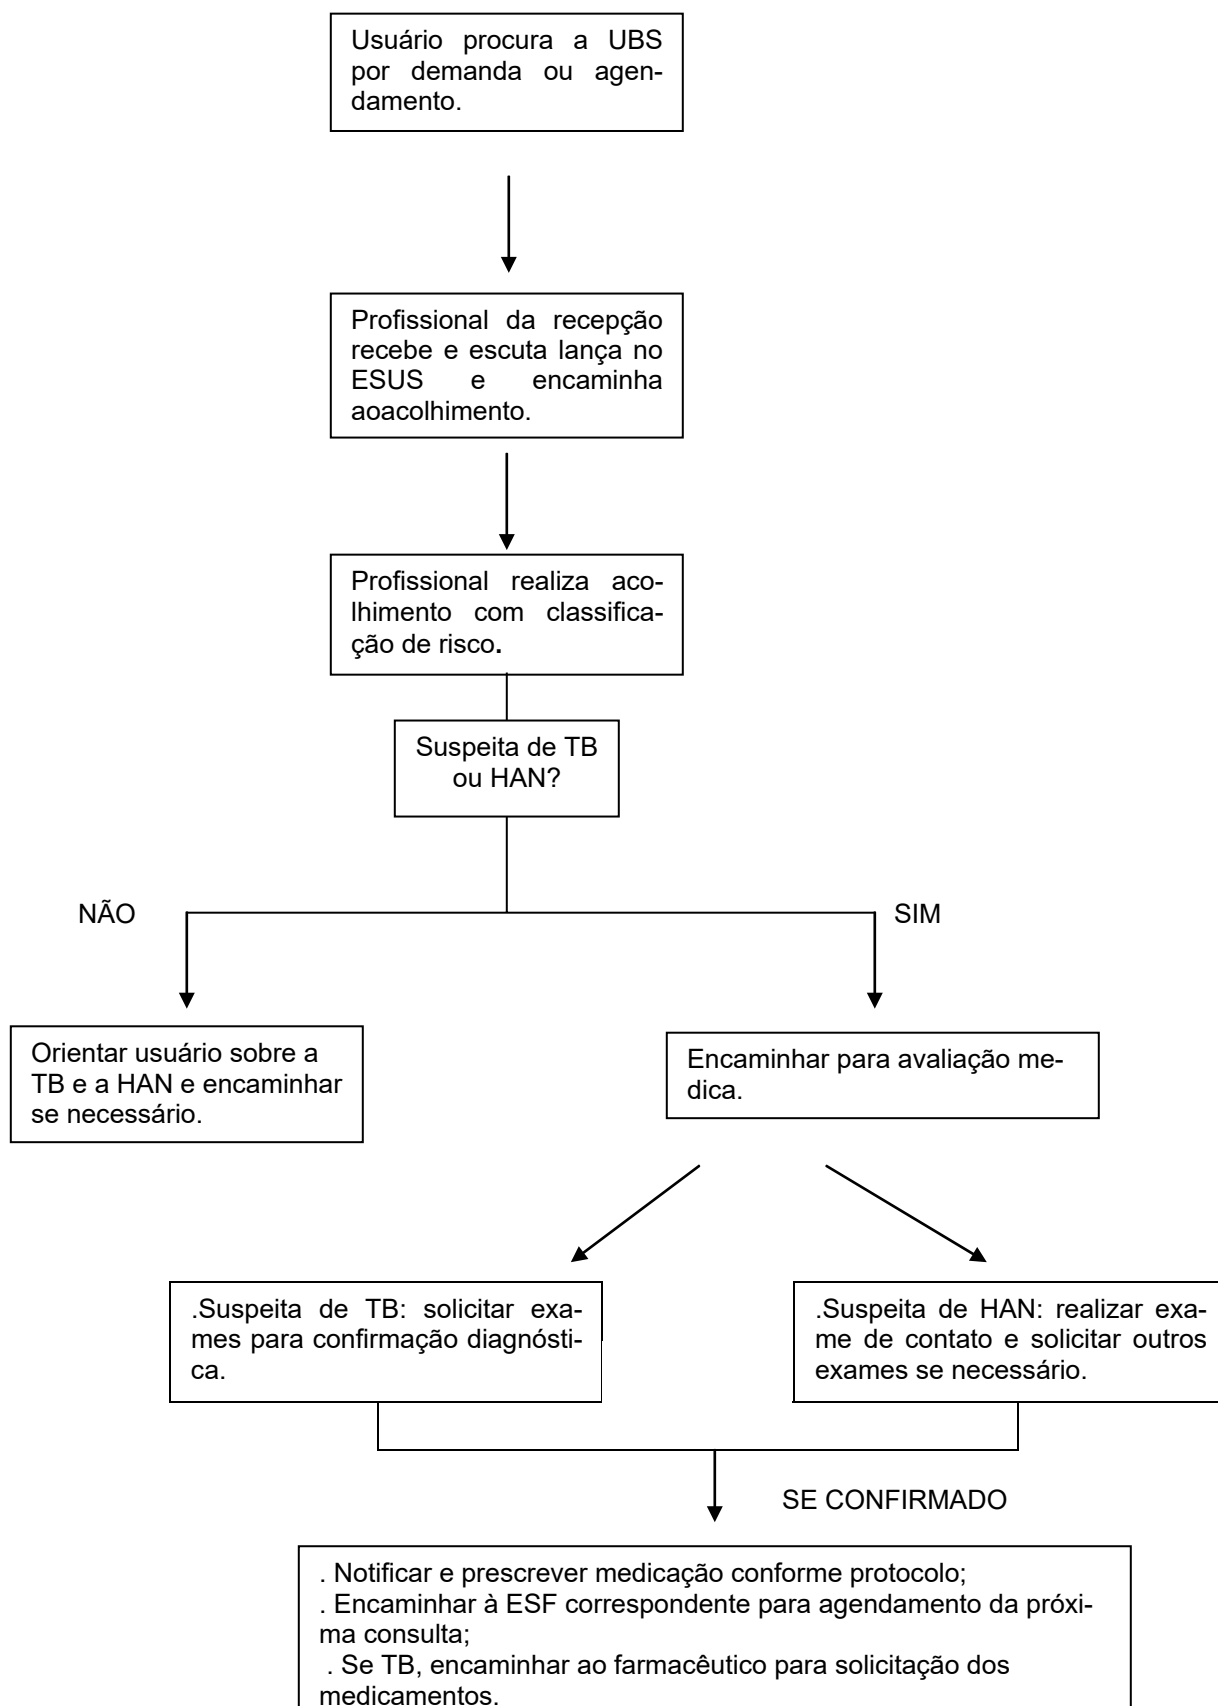 Usuário procura a UBS
por demanda ou agen-
damento.
Profissional da recepção
recebe e escuta lança no
ESUS e encaminha
aoacolhimento.
Profissional realiza aco-
lhimento com classifica-
ção de risco.
Suspeita de TB
ou HAN?
NÃO
SIM
Orientar usuário sobre a
TB e a HAN e encaminhar
se necessário.
Encaminhar para avaliação me-
dica.
.Suspeita de TB: solicitar exa-
mes para confirmação diagnósti-
ca.
.Suspeita de HAN: realizar exa-
me de contato e solicitar outros
exames se necessário.
SE CONFIRMADO
. Notificar e prescrever medicação conforme protocolo;
. Encaminhar à ESF correspondente para agendamento da próxi-
ma consulta;
. Se TB, encaminhar ao farmacêutico para solicitação dos
medicamentos.